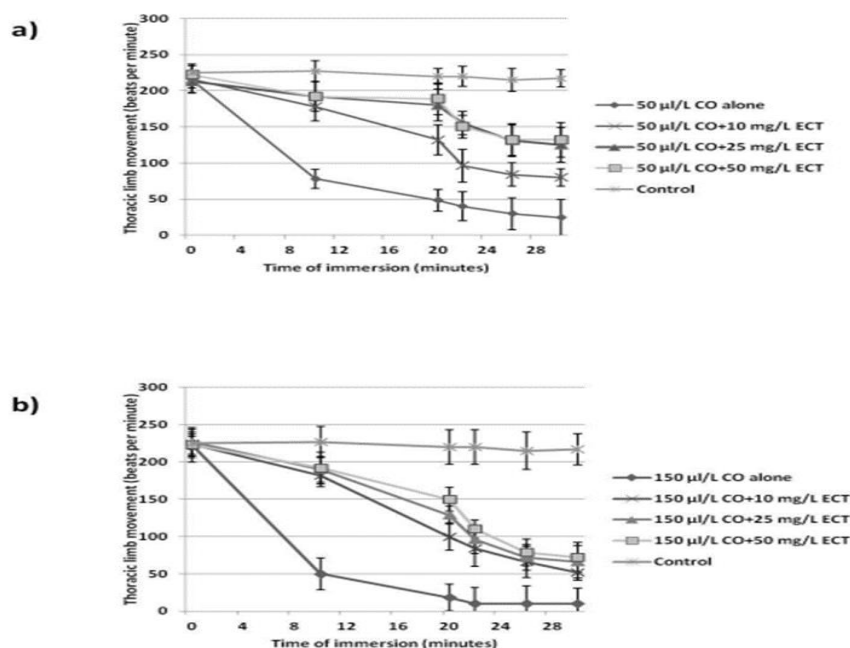 a)
Thoracic limb movement (beats per minute)
300
250
200
150
100
50
0
0 4 8 12 16 20 24 28
Time of immersion (minutes)
50 µl/L CO alone
50 µl/L CO+10 mg/L ECT
50 µl/L CO+25 mg/L ECT
50 µl/L CO+50 mg/L ECT
Control
b)
Thoracic limb movement (beats per minute)
300
250
200
150
100
50
0
0 4 8 12 16 20 24 28
Time of immersion (minutes)
150 µl/L CO alone
150 µl/L CO+10 mg/L ECT
150 µl/L CO+25 mg/L ECT
150 µl/L CO+50 mg/L ECT
Control